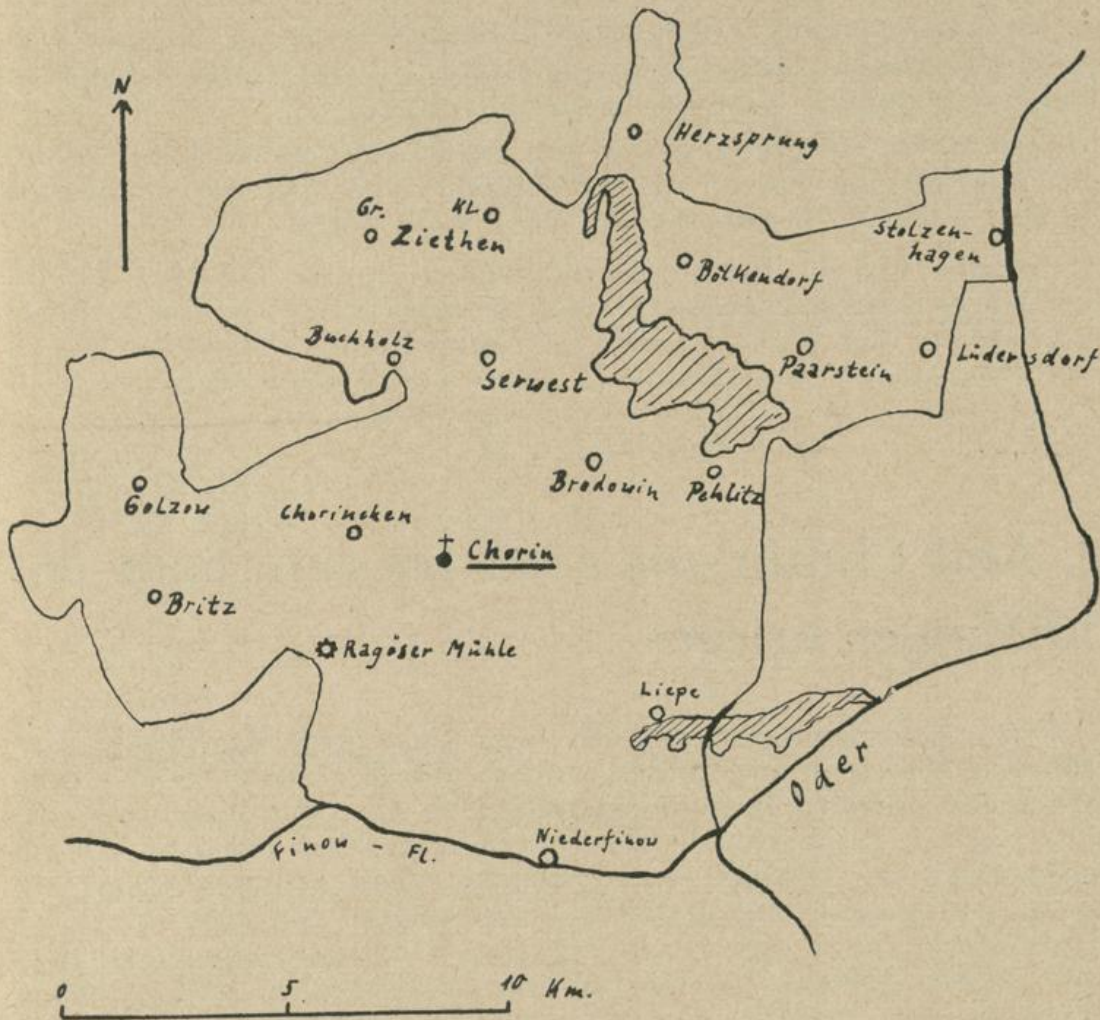 N
Herzsprung
Gr.
Kl.
Ziethen
Stolzen-
hagen
Bölkendorf
Buchholz
Serwest
Paarstein
Lüdersdorf
Golzow
Chorinchen
Brodowin
Pehlitz
Chorin
Britz
Ragöser Mühle
Liepe
Oder
Finow - Fl.
Niederfinow
0 5 10 Km.